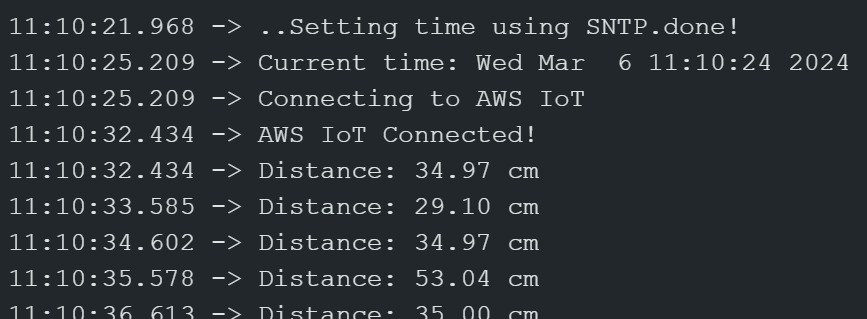 11:10:21.968 -> ..Setting time using SNTP.done!
11:10:25.209 -> Current time: Wed Mar  6 11:10:24 2024
11:10:25.209 -> Connecting to AWS IoT
11:10:32.434 -> AWS IoT Connected!
11:10:32.434 -> Distance: 34.97 cm
11:10:33.585 -> Distance: 29.10 cm
11:10:34.602 -> Distance: 34.97 cm
11:10:35.578 -> Distance: 53.04 cm
11:10:36.613 -> Distance: 35.00 cm